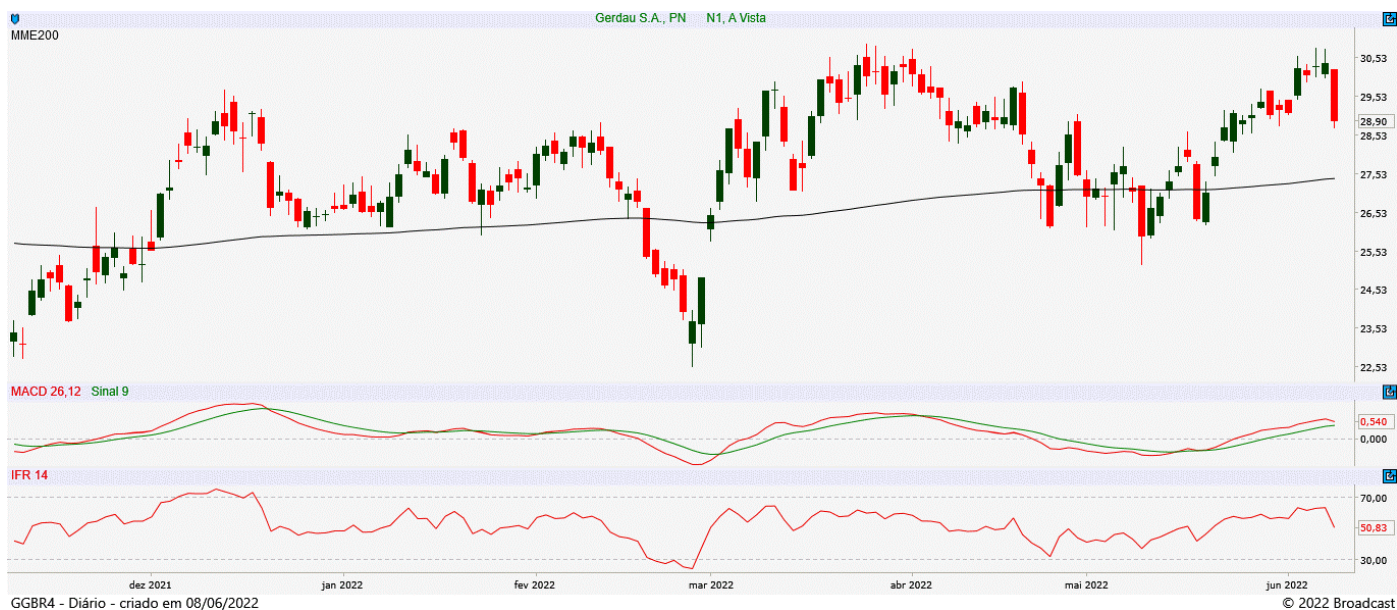 Gerdau S.A., PN N1, A Vista
MME200
30,53
29,53
28,90
28,53
27,53
26,53
25,53
24,53
23,53
22,53
MACD 26,12 Sinal 9
0,540
0,000
IFR 14
70,00
50,83
30,00
dez 2021 jan 2022 fev 2022 mar 2022 abr 2022 mai 2022 jun 2022
GGBR4 - Diário - criado em 08/06/2022 © 2022 Broadcast